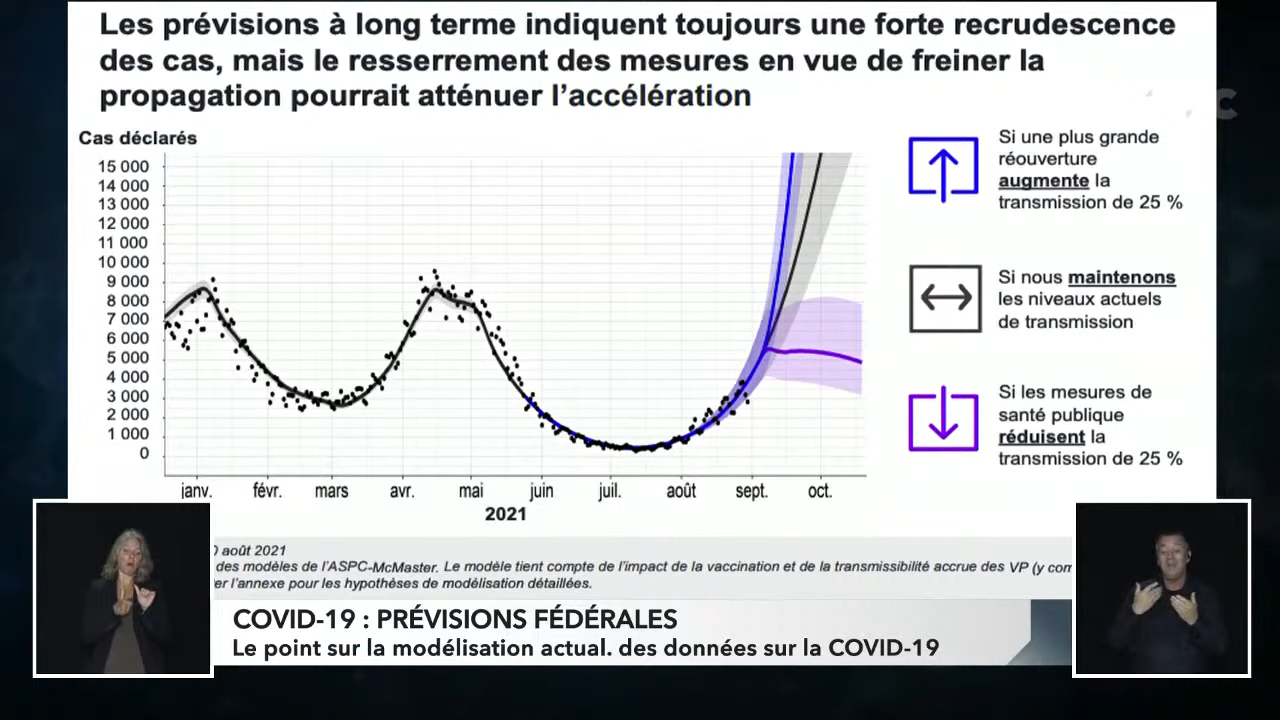 Les prévisions à long terme indiquent toujours une forte recrudescence
des cas, mais le resserrement des mesures en vue de freiner la
propagation pourrait atténuer l'accélération
Cas déclarés
15 000
14 000
13 000
12 000
11 000
10 000
9 000
8 000
7 000
6 000
5 000
4 000
3 000
2 000
1 000
0
janv. févr. mars avr. mai juin juil. août sept. oct.
2021
Si une plus grande
réouverture
augmente la
transmission de 25 %
Si nous maintenons
les niveaux actuels
de transmission
Si les mesures de
santé publique
réduisent la
transmission de 25 %
août 2021
des modèles de l'ASPC-McMaster. Le modèle tient compte de l'impact de la vaccination et de la transmissibilité accrue des VP (y com
er l'annexe pour les hypothèses de modélisation détaillées.
COVID-19 : PRÉVISIONS FÉDÉRALES
Le point sur la modélisation actual. des données sur la COVID-19